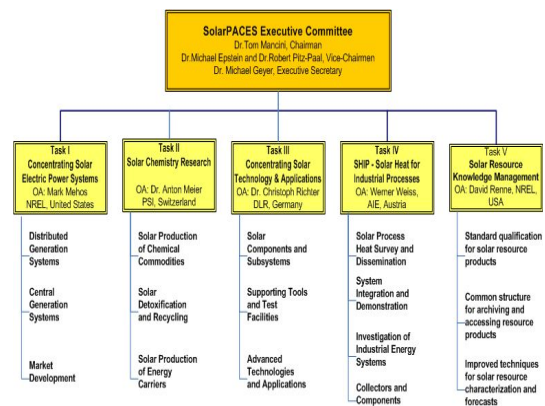 SolarPACES Executive Committee
Dr.Tom Mancini, Chairman
Dr.Michael Epstein and Dr.Robert Pitz-Paal, Vice-Chairmen
Dr. Michael Geyer, Executive Secretary
Task I
Concentrating Solar
Electric Power Systems
OA: Mark Mehos
NREL, United States
Distributed
Generation
Systems
Central
Generation
Systems
Market
Development
Task II
Solar Chemistry Research
OA: Dr. Anton Meier
PSI, Switzerland
Solar Production
of Chemical
Commodities
Solar
Detoxification
and Recycling
Solar Production
of Energy
Carriers
Task III
Concentrating Solar
Technology & Applications
OA: Dr. Christoph Richter
DLR, Germany
Solar
Components and
Subsystems
Supporting Tools
and Test
Facilities
Advanced
Technologies
and Applications
Task IV
SHIP - Solar Heat for
Industrial Processes
OA: Werner Weiss,
AIE, Austria
Solar Process
Heat Survey and
Dissemination
System
Integration and
Demonstration
Investigation of
Industrial Energy
Systems
Collectors and
Components
Task V
Solar Resource
Knowledge Management
OA: David Renne, NREL,
USA
Standard qualification
for solar resource
products
Common structure
for archiving and
accessing resource
products
Improved techniques
for solar resource
characterization and
forecasts